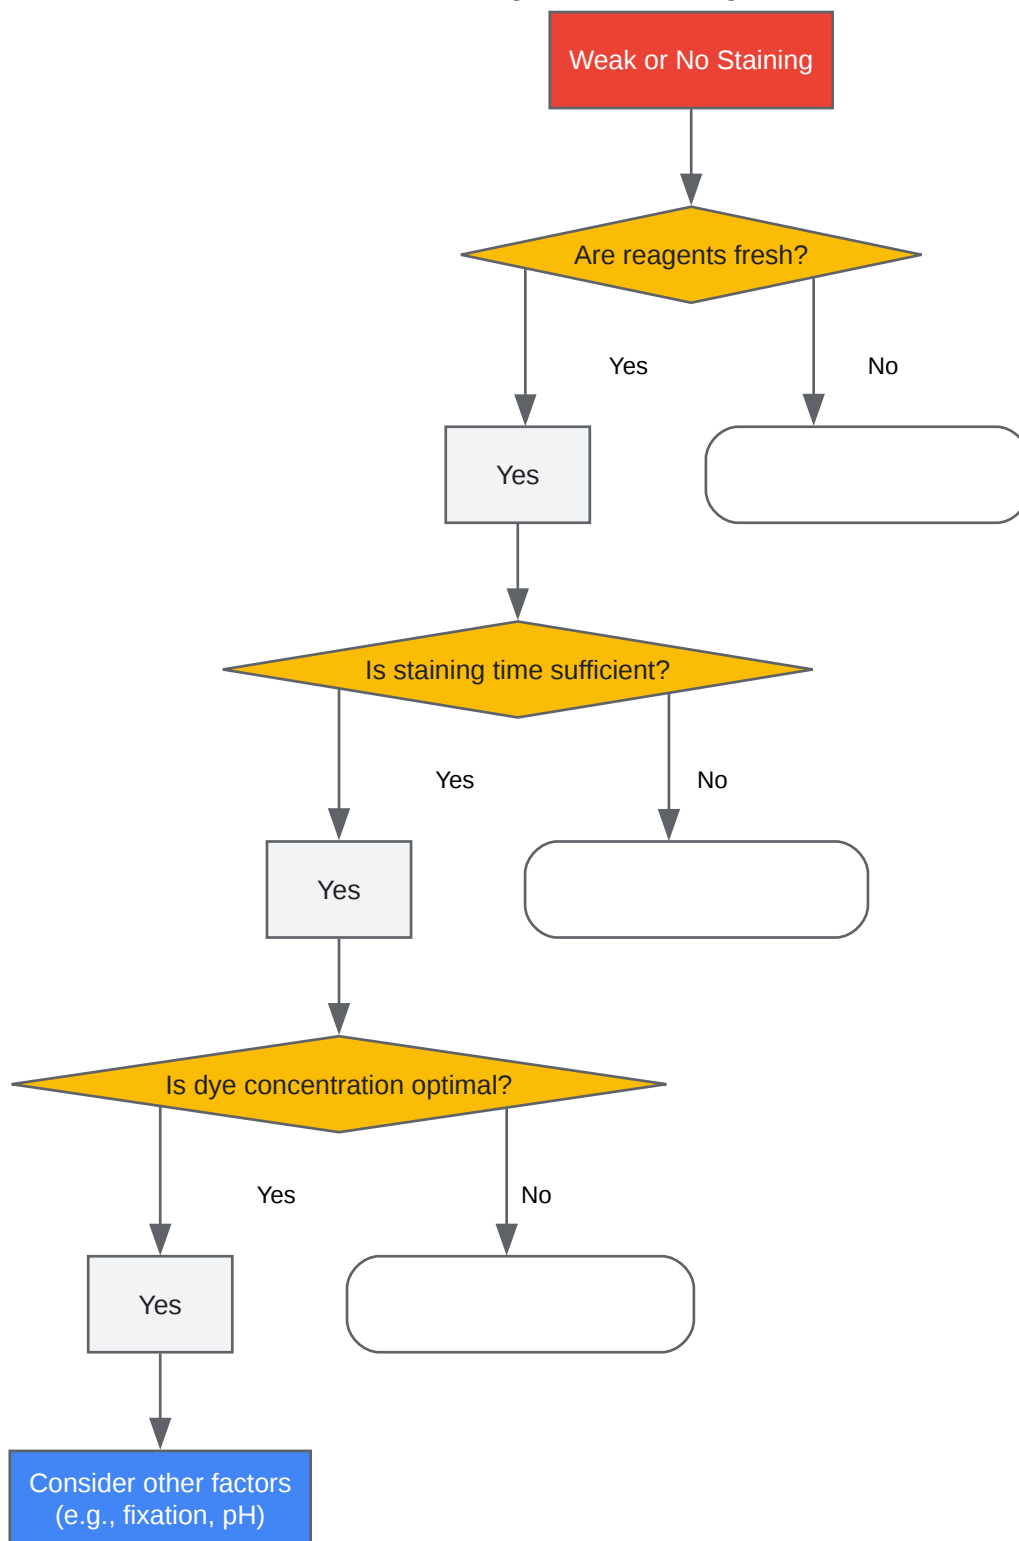 Weak or No Staining
Are reagents fresh?
Yes
No
Yes
Is staining time sufficient?
Yes
No
Yes
Is dye concentration optimal?
Yes
No
Yes
Consider other factors
(e.g., fixation, pH)